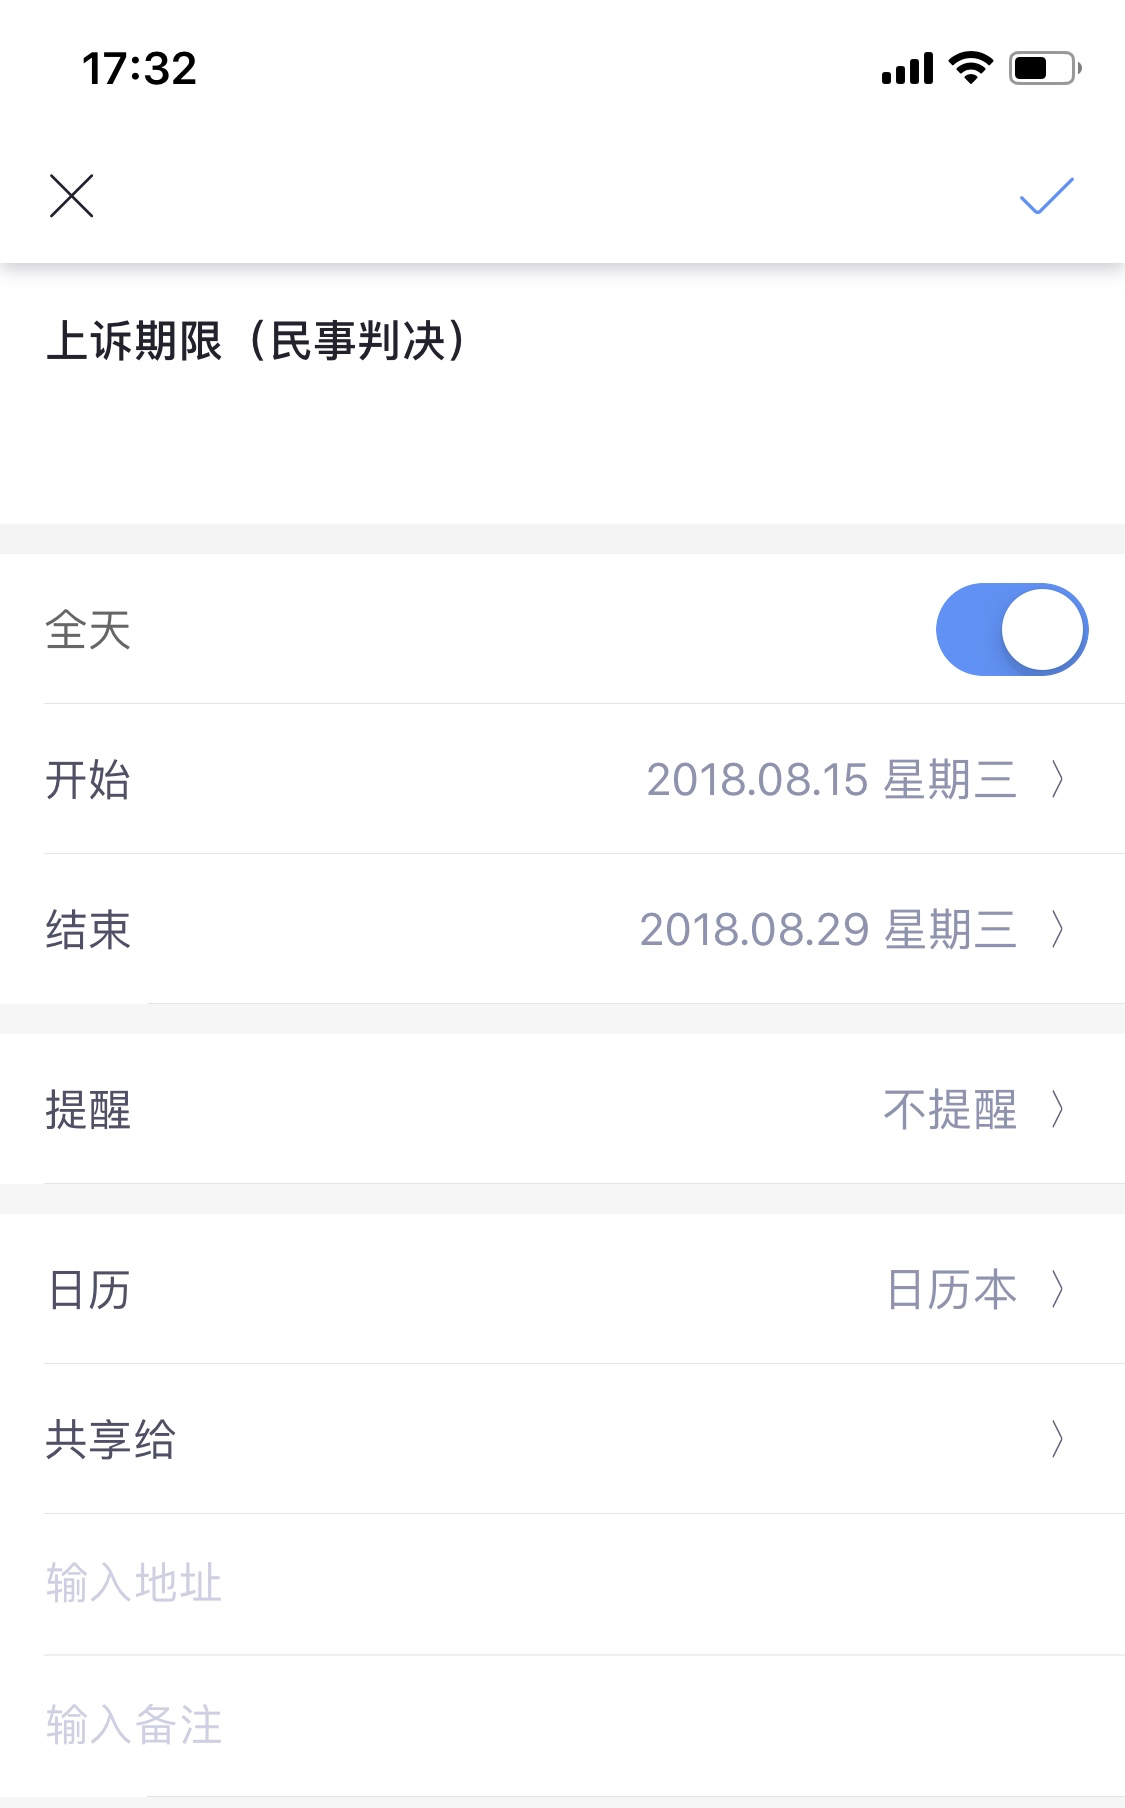 17:32
上诉期限（民事判决）
全天
开始 2018.08.15 星期三
结束 2018.08.29 星期三
提醒 不提醒
日历 日历本
共享给
输入地址
输入备注